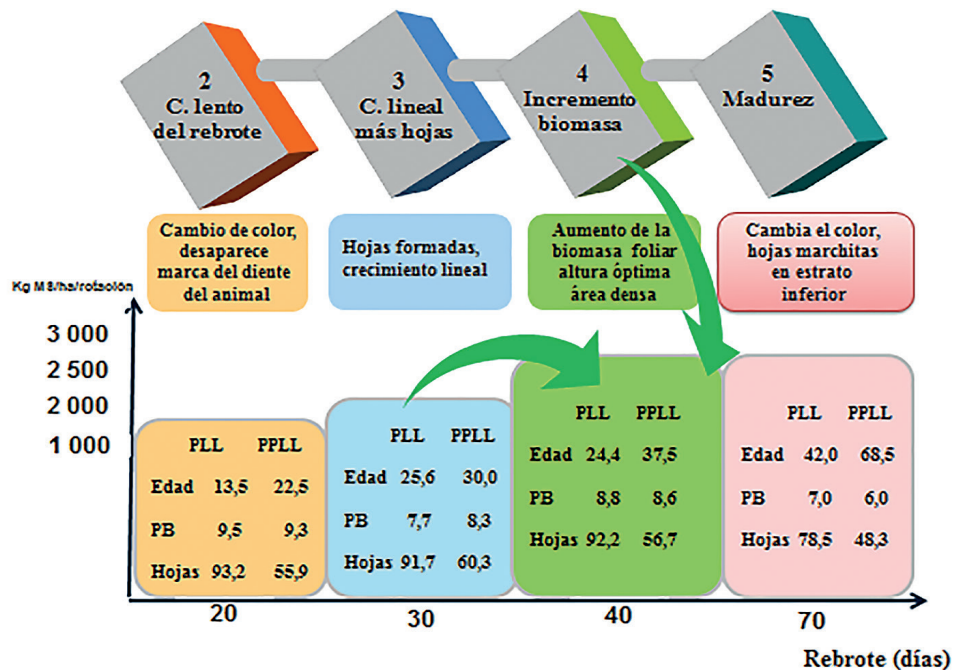 2
C. lento
del rebrote
3
C. lineal
más hojas
4
Incremento
biomasa
5
Madurez
Cambio de color,
desaparece
marca del diente
del animal
Hojas formadas,
crecimiento lineal
Aumento de la
biomasa foliar
altura óptima
área densa
Cambia el color,
hojas marchitas
en estrato
inferior
Kg MS/ha/rotación
3 000
2 500
2 000
1 000
PLL PPLL
Edad 13,5 22,5
PB 9,5 9,3
Hojas 93,2 55,9
PLL PPLL
Edad 25,6 30,0
PB 7,7 8,3
Hojas 91,7 60,3
PLL PPLL
Edad 24,4 37,5
PB 8,8 8,6
Hojas 92,2 56,7
PLL PPLL
Edad 42,0 68,5
PB 7,0 6,0
Hojas 78,5 48,3
20 30 40 70
Rebrote (días)